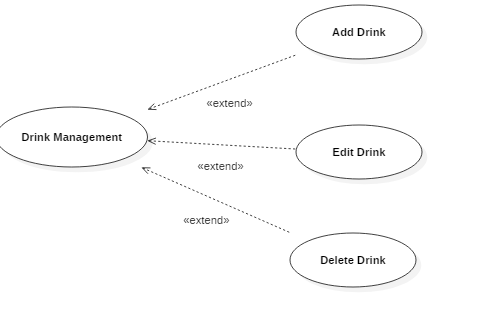 Add Drink
«extend»
Drink Management
Edit Drink
«extend»
«extend»
Delete Drink